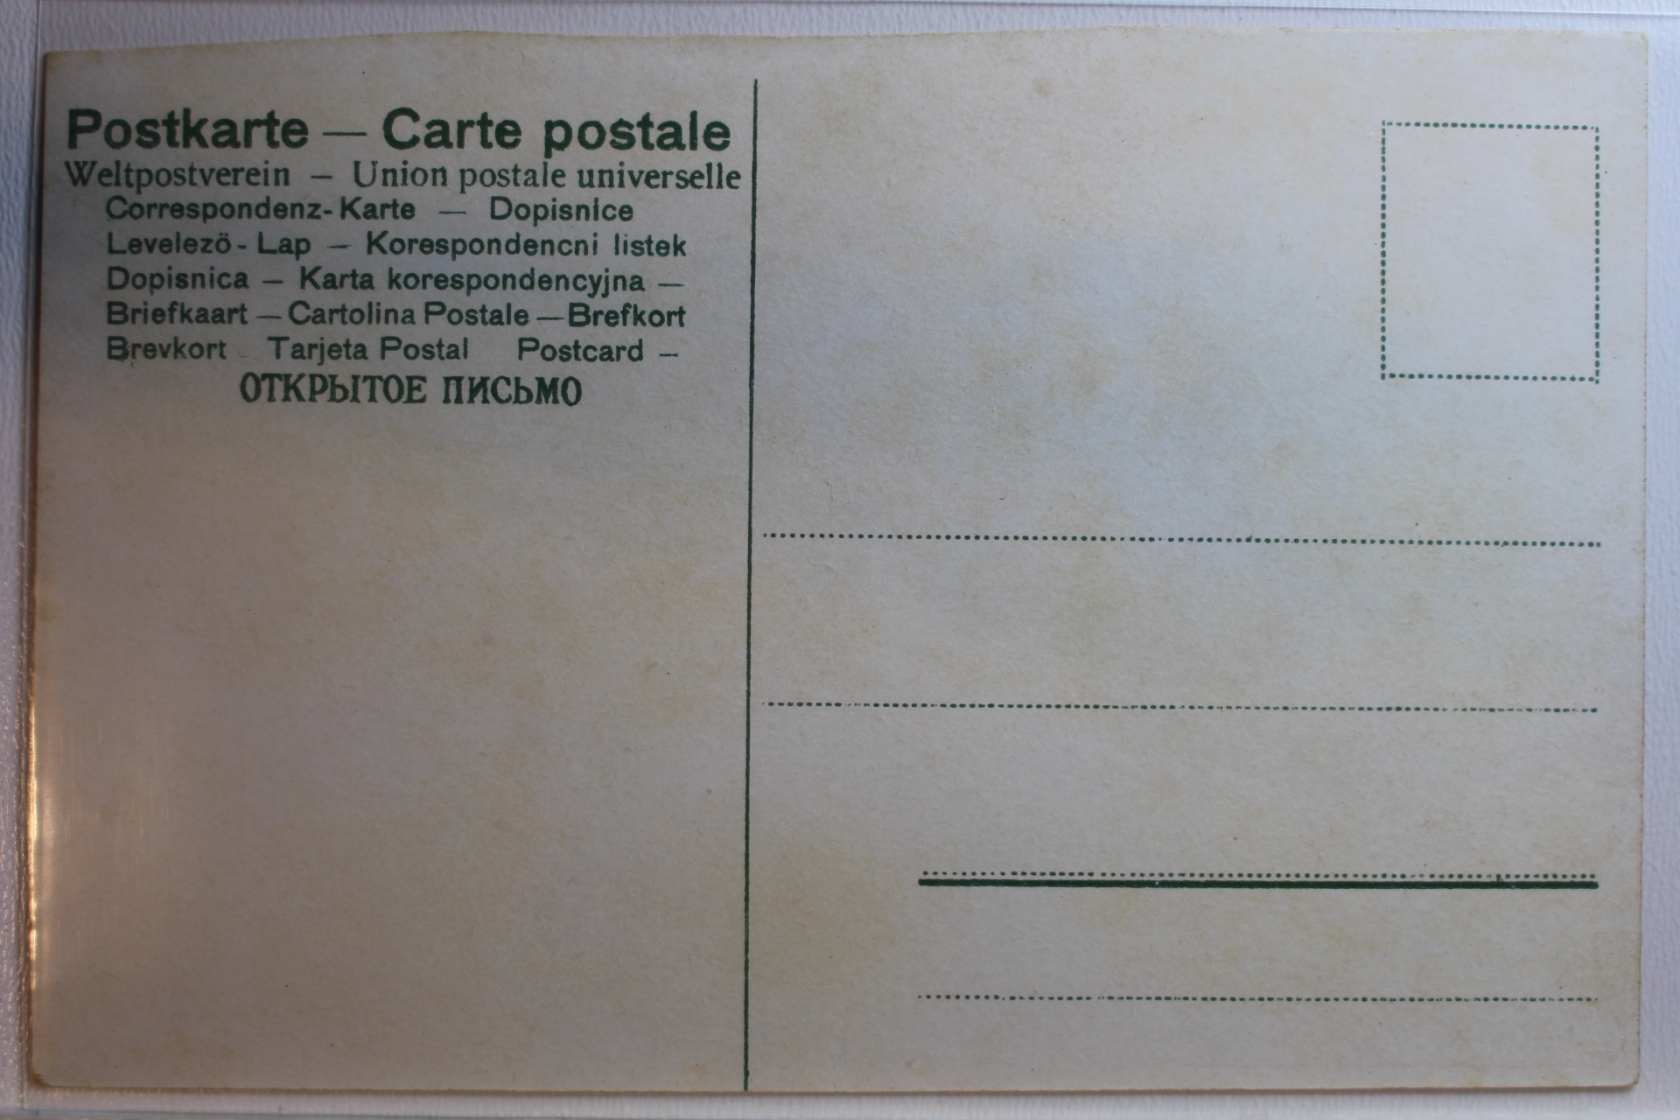 Postkarte — Carte postale
Weltpostverein — Union postale universelle
Correspondenz-Karte — Dopisnice
Levelezö - Lap — Korespondencni listek
Dopisnica — Karta korespondencyjna —
Briefkaart — Cartolina Postale — Brefkort
Brevkort – Tarjeta Postal Postcard —
ОТКРЫТОЕ ПИСЬМО